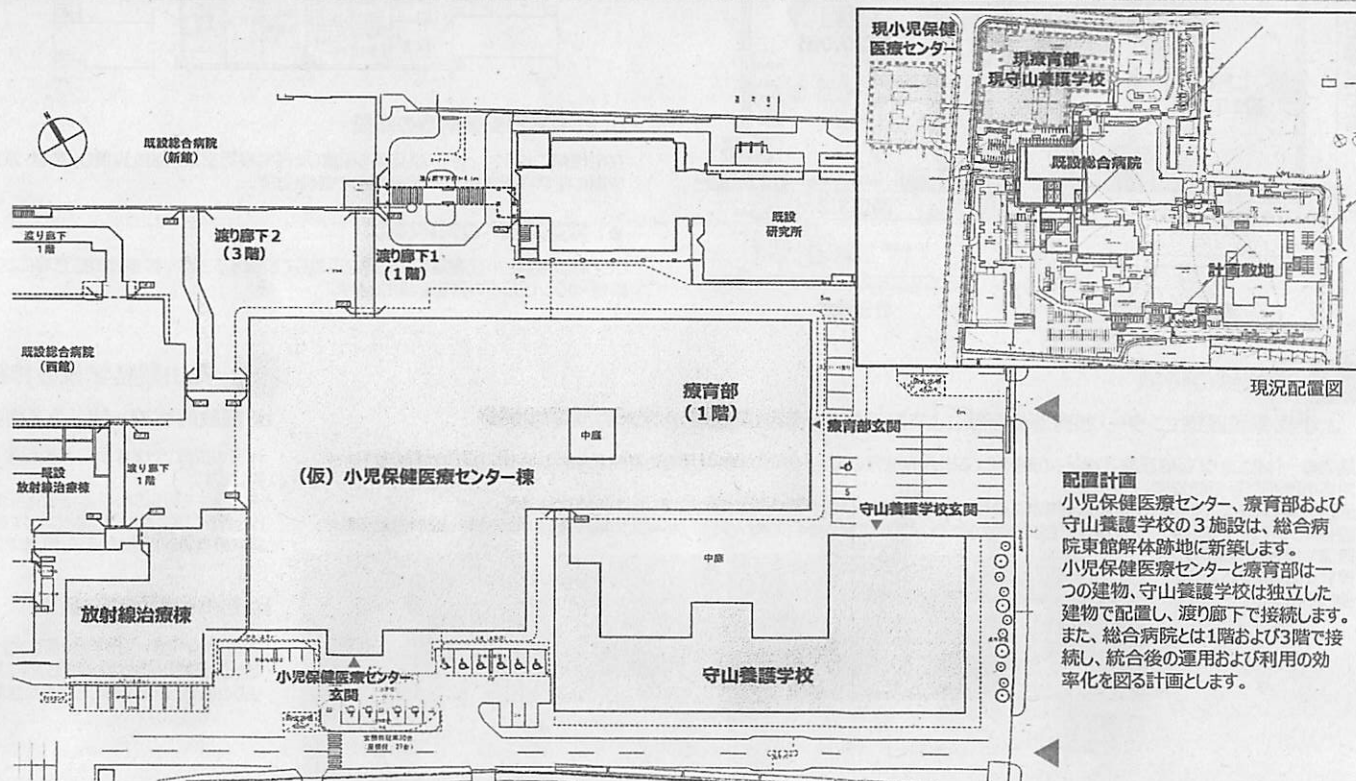 現小児保健
医療センター
現療育部・
現守山養護学校
既設総合病院
計画敷地
現況配置図
N
既設総合病院
(新館)
渡り廊下
1階
渡り廊下2
(3階)
渡り廊下1
(1階)
既設
研究所
既設総合病院
(西館)
既設
放射線治療棟
渡り廊下
1階
放射線治療棟
(仮)小児保健医療センター棟
中庭
療育部
(1階)
療育部玄関
守山養護学校玄関
中庭
守山養護学校
小児保健医療センター
玄関
配置計画
小児保健医療センター、療育部および
守山養護学校の3施設は、総合病
院東館解体跡地に新築します。
小児保健医療センターと療育部は一
つの建物、守山養護学校は独立した
建物で配置し、渡り廊下で接続します。
また、総合病院とは1階および3階で接
続し、統合後の運用および利用の効
率化を図る計画とします。